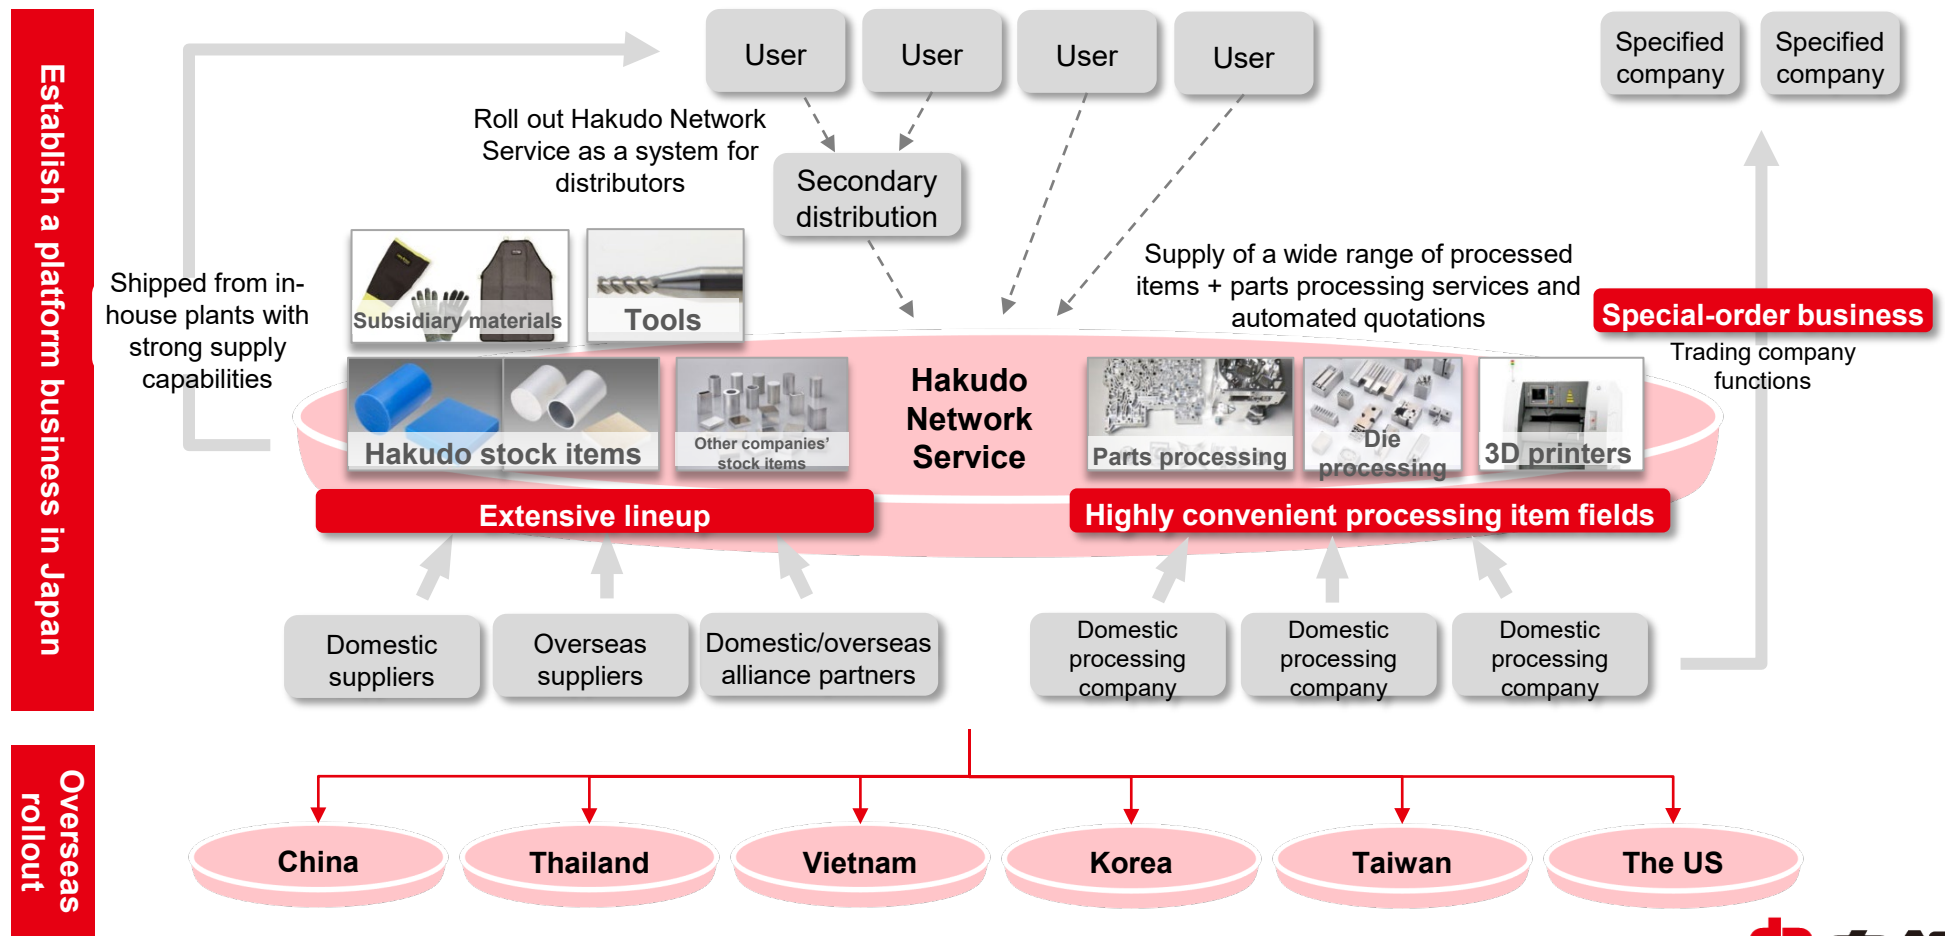 Establish a platform business in Japan
User
User
User
User
Specified
company
Specified
company
Roll out Hakudo Network
Service as a system for
distributors
Secondary
distribution
Shipped from in-
house plants with
strong supply
capabilities
Subsidiary materials
Tools
Supply of a wide range of processed
items + parts processing services and
automated quotations
Special-order business
Trading company
functions
Hakudo stock items
Other companies'
stock items
Hakudo
Network
Service
Parts processing
Die
processing
3D printers
Extensive lineup
Highly convenient processing item fields
Domestic
suppliers
Overseas
suppliers
Domestic/overseas
alliance partners
Domestic
processing
company
Domestic
processing
company
Domestic
processing
company
Overseas
rollout
China
Thailand
Vietnam
Korea
Taiwan
The US